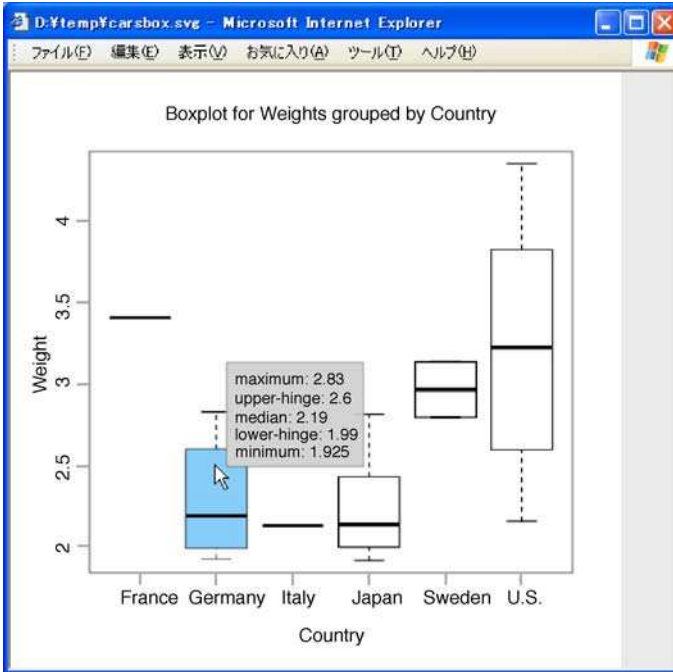 D:¥temp¥carsbox.svg - Microsoft Internet Explorer
ファイル(F) 編集(E) 表示(V) お気に入り(A) ツール(T) ヘルプ(H)
Boxplot for Weights grouped by Country
4
3.5
3
2.5
2
Weight
maximum: 2.83
upper-hinge: 2.6
median: 2.19
lower-hinge: 1.99
minimum: 1.925
France Germany Italy Japan Sweden U.S.
Country